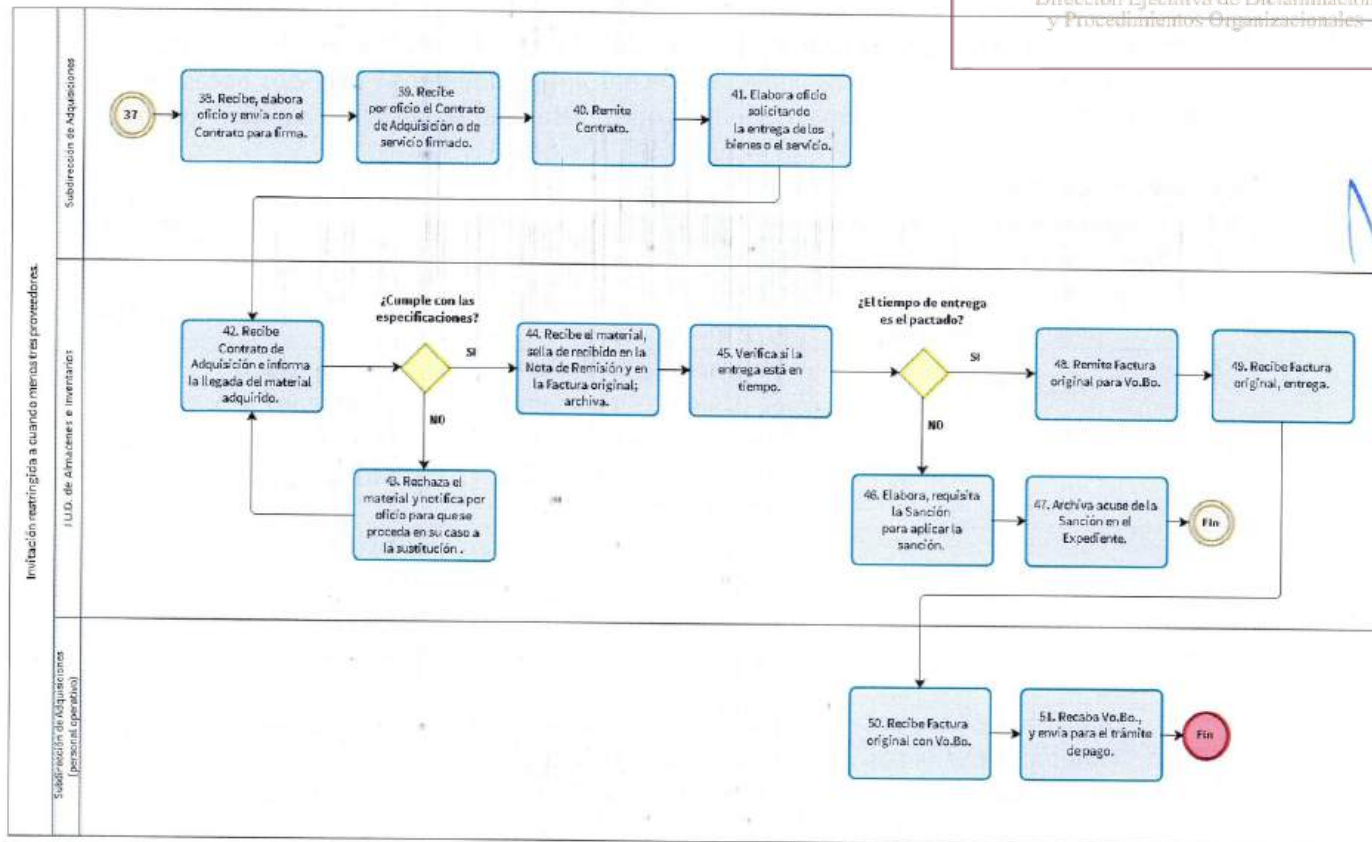 Dirección Ejecutiva de Dictaminación
y Procedimientos Organizacionales
Invitación restringida a cuando menos tres proveedores.
Subdirección de Adquisiciones
37
38. Recibe, elabora
oficio y envía con el
Contrato para firma.
39. Recibe
por oficio el Contrato
de Adquisición o de
servicio firmado.
40. Remite
Contrato.
41. Elabora oficio
solicitando
la entrega de los
bienes o el servicio.
J.U.D. de Almacenes e Inventarios
42. Recibe
Contrato de
Adquisición e informa
la llegada del material
adquirido.
¿Cumple con las
especificaciones?
SI
NO
43. Rechaza el
material y notifica por
oficio para que se
proceda en su caso a
la sustitución .
44. Recibe el material,
sella de recibido en la
Nota de Remisión y en
la Factura original;
archiva.
45. Verifica si la
entrega está en
tiempo.
¿El tiempo de entrega
es el pactado?
SI
NO
48. Remite Factura
original para Vo.Bo.
49. Recibe Factura
original, entrega.
46. Elabora, requisita
la Sanción
para aplicar la
sanción.
47. Archiva acuse de la
Sanción en el
Expediente.
Fin
Subdirección de Adquisiciones
(personal operativo)
50. Recibe Factura
original con Vo.Bo.
51. Recaba Vo.Bo.,
y envía para el trámite
de pago.
Fin